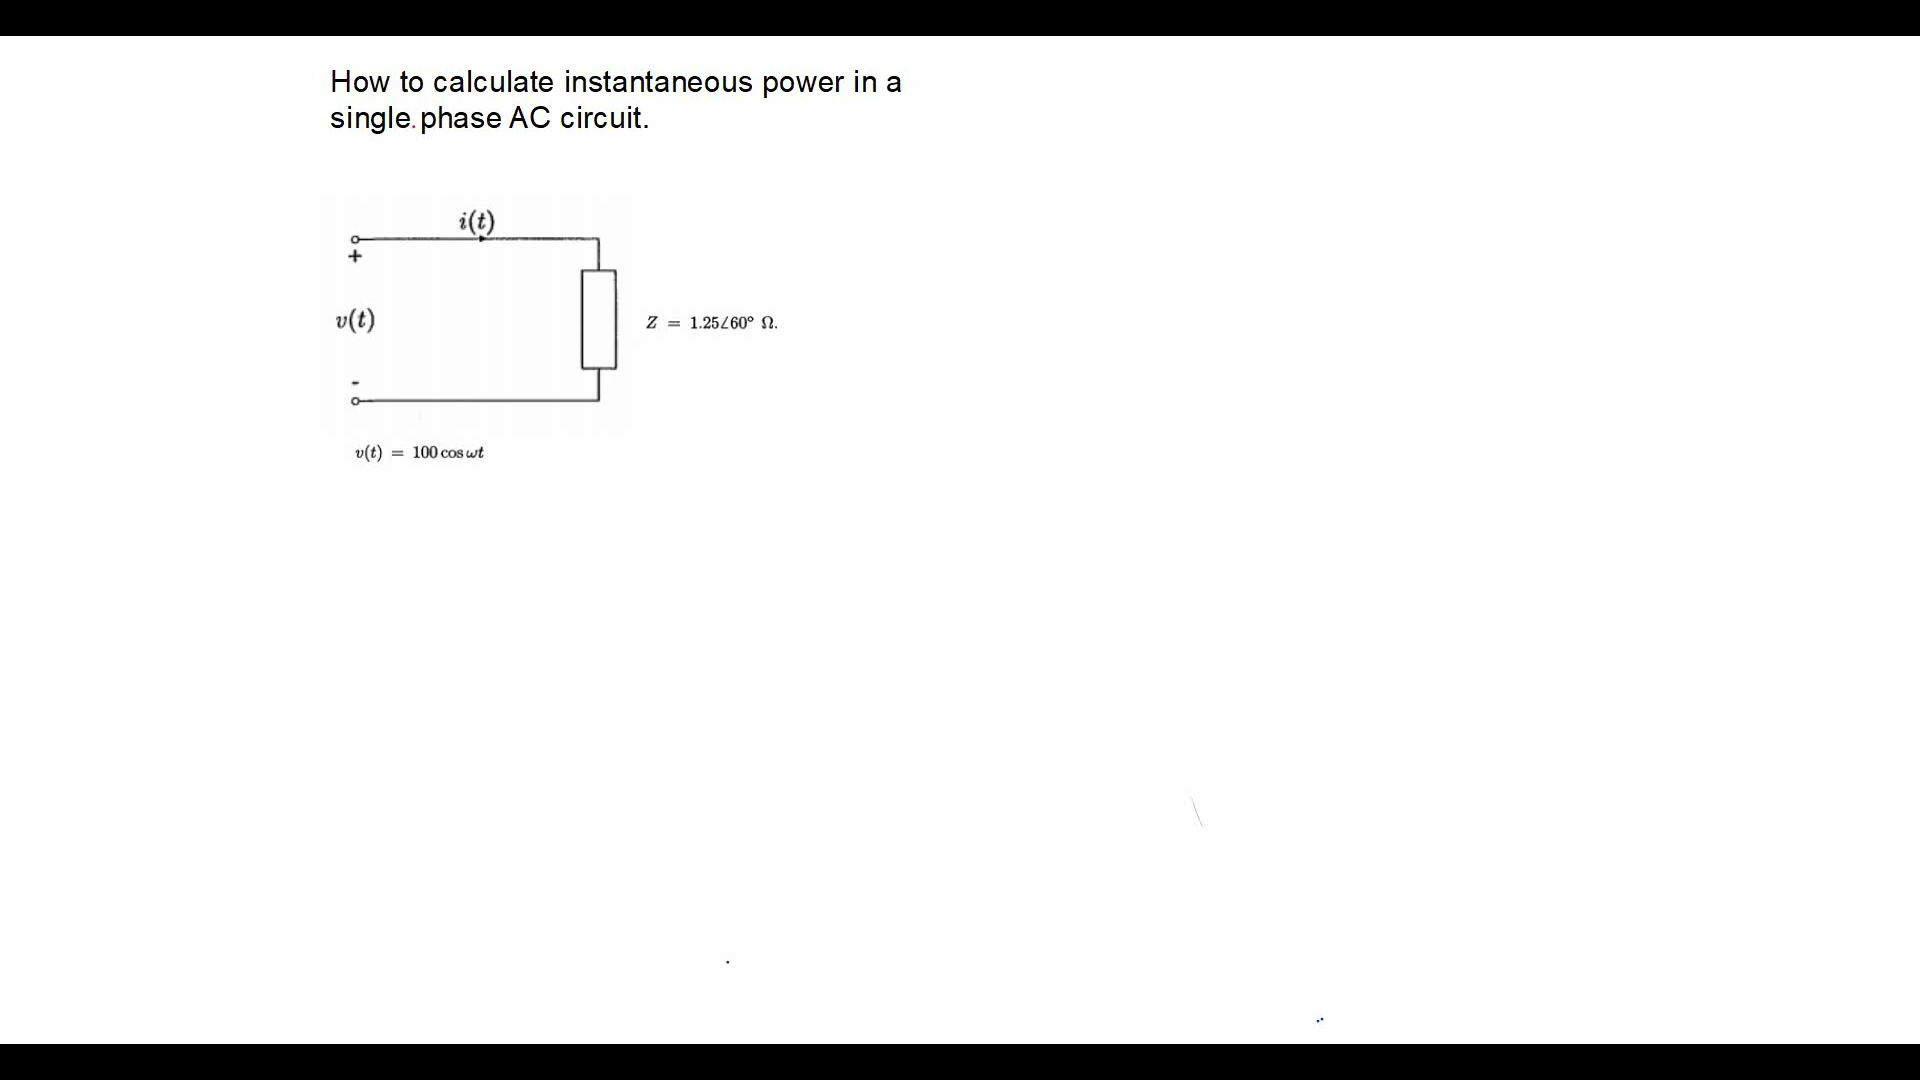 How to calculate instantaneous power in a
single phase AC circuit.
i(t)
+
v(t)
Z = 1.25∠60° Ω.
-
v(t) = 100 cos ωt